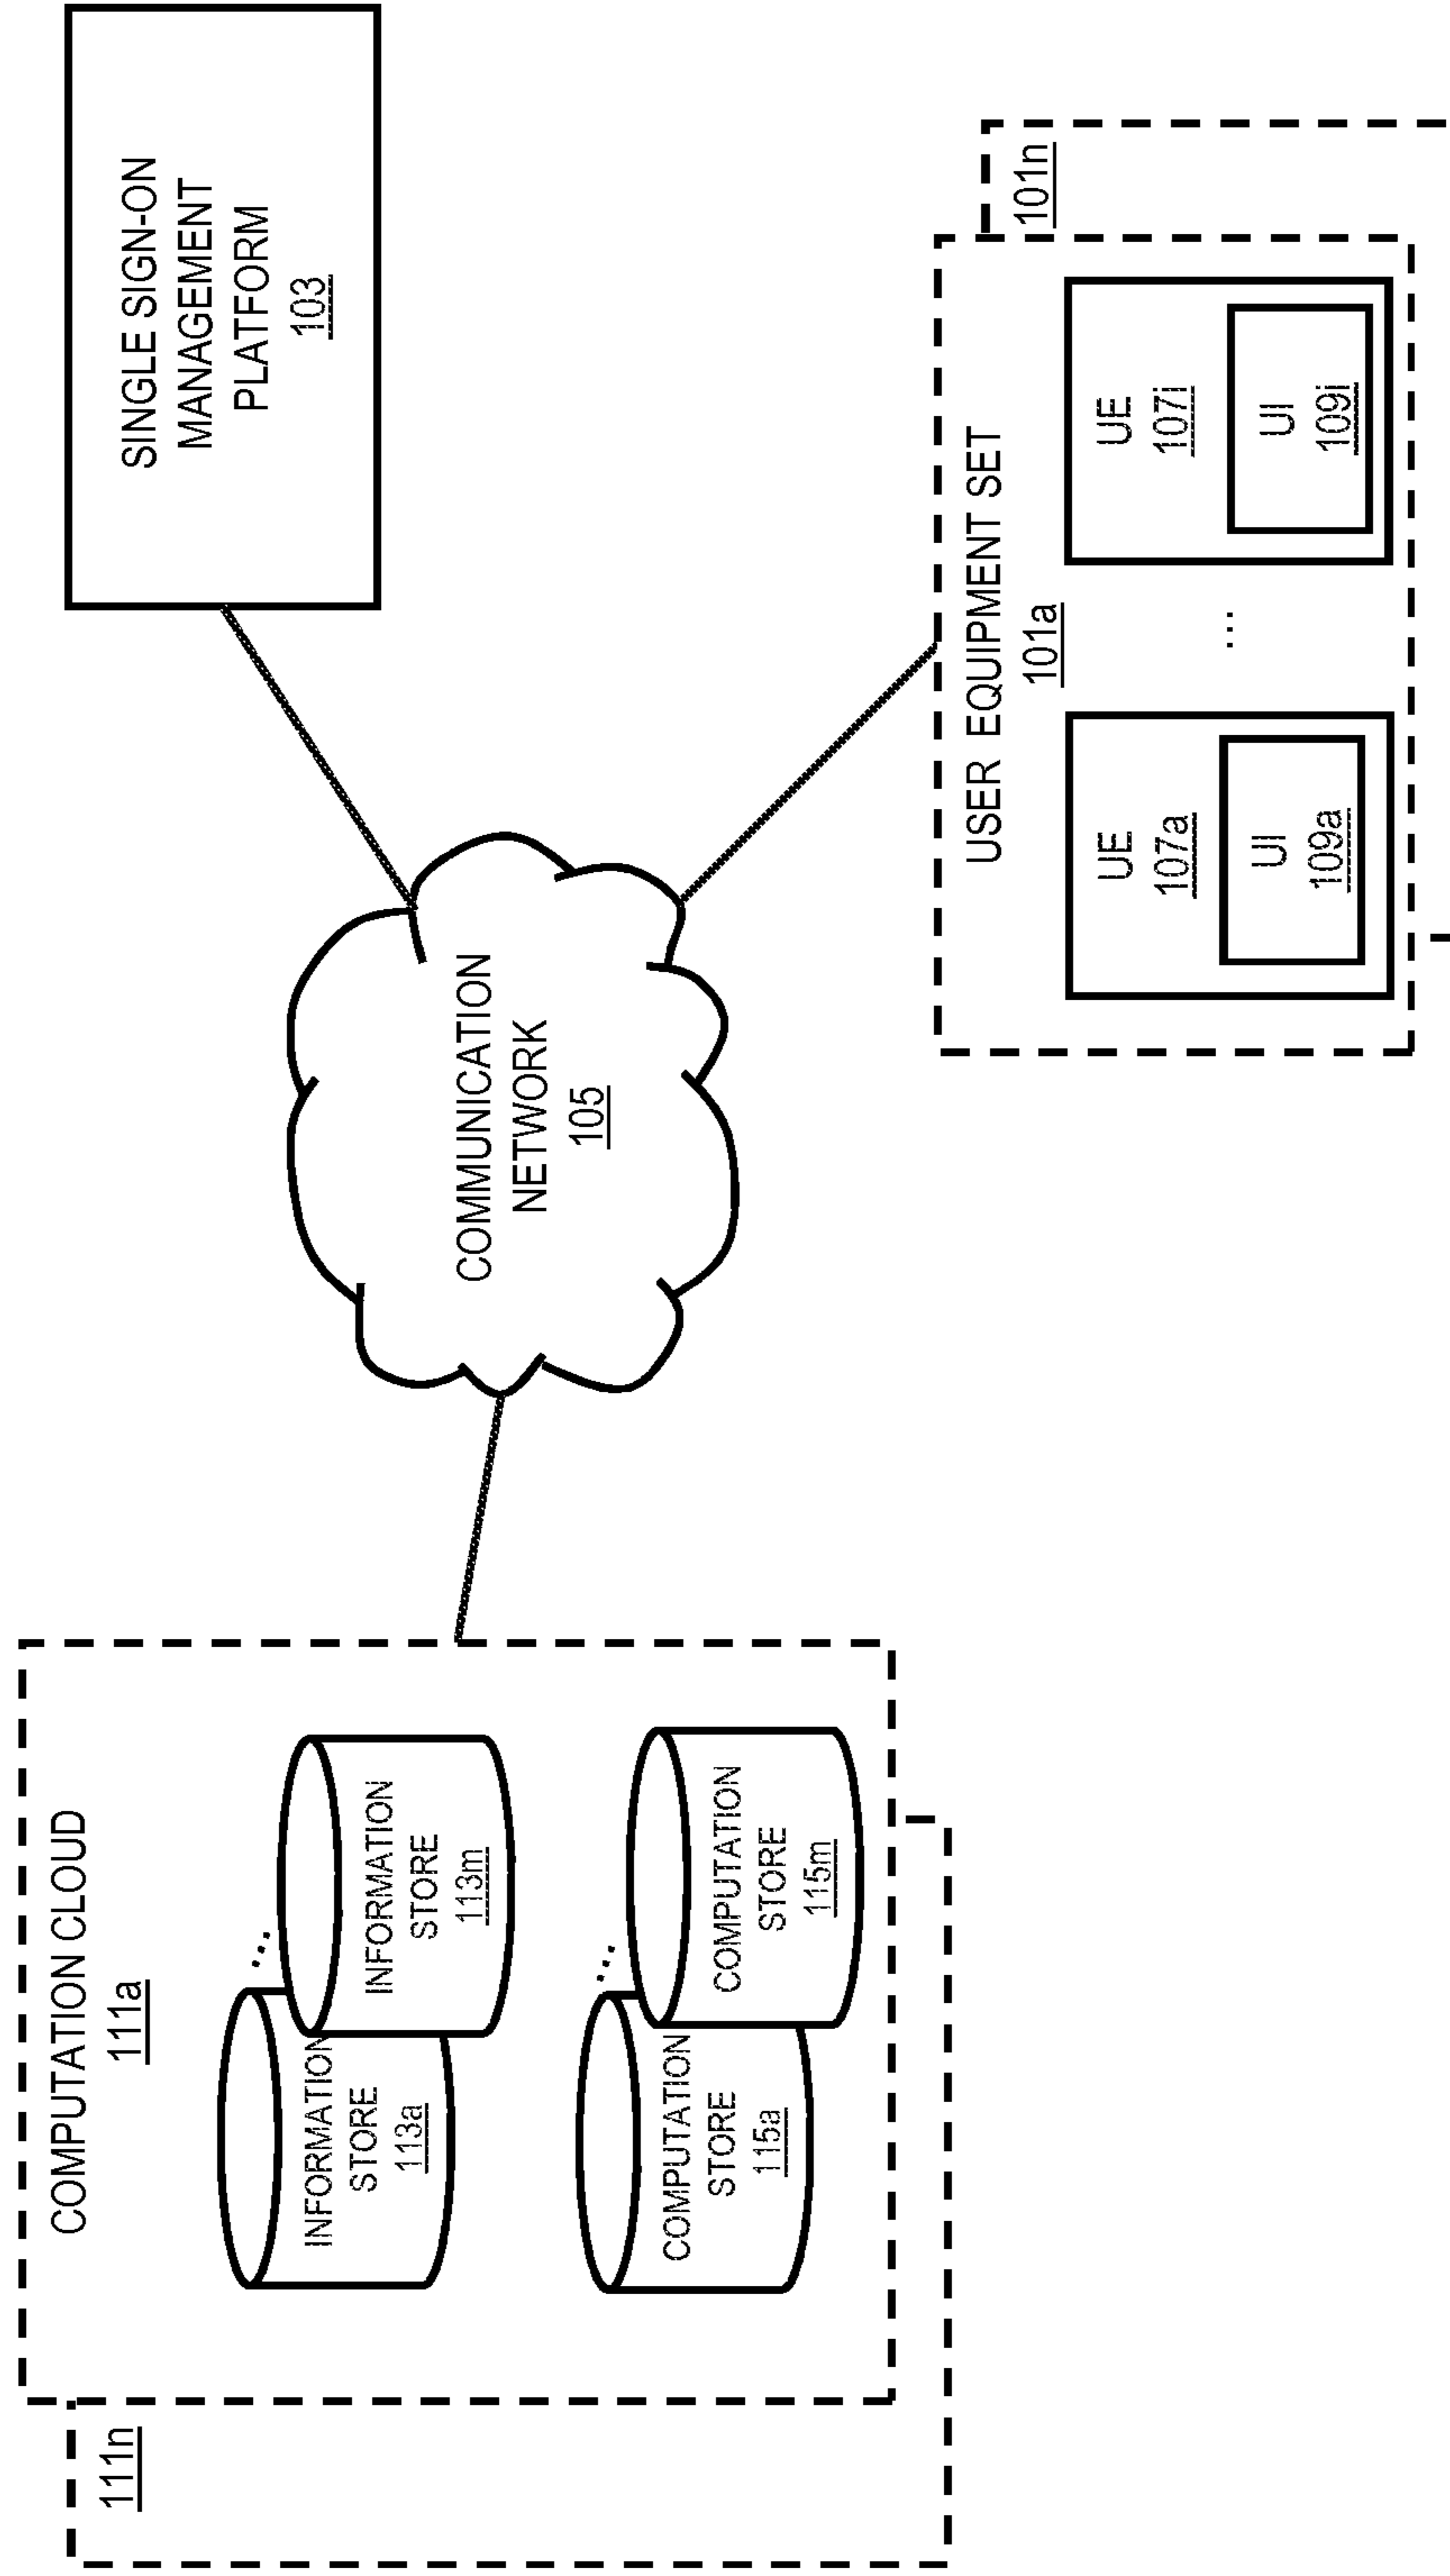 SINGLE SIGN-ON
MANAGEMENT
PLATFORM
103
COMPUTATION CLOUD
111a
111n
INFORMATION
STORE
113a
...
INFORMATION
STORE
113m
COMPUTATION
STORE
115a
...
COMPUTATION
STORE
115m
COMMUNICATION
NETWORK
105
USER EQUIPMENT SET
101a
101n
UE
107a
UI
109a
...
UE
107i
UI
109i